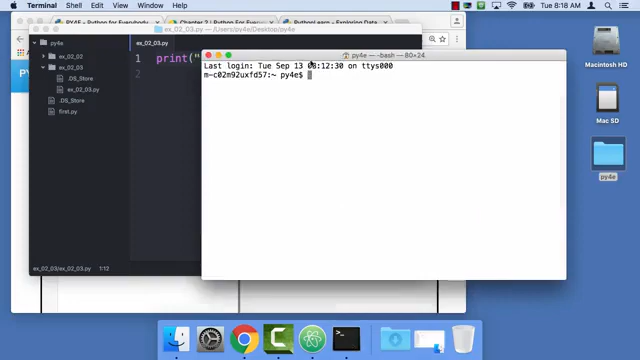 Terminal Shell Edit View Window Help
Tue 8:18 AM
PY4E - Python for Everybody
Chapter 2 | Python For Eve
PythonLearn - Exploring Data
ex_02_03.py — /Users/py4e/Desktop/py4e
py4e
ex_02_02
ex_02_03
.DS_Store
ex_02_03.py
.DS_Store
first.py
ex_02_03.py
1 print('
2
py4e — -bash — 80×24
Last login: Tue Sep 13 08:12:30 on ttys000
m-c02m92uxfd57:~ py4e$
ex_02_03/ex_02_03.py 1:12
Macintosh HD
Mac SD
py4e